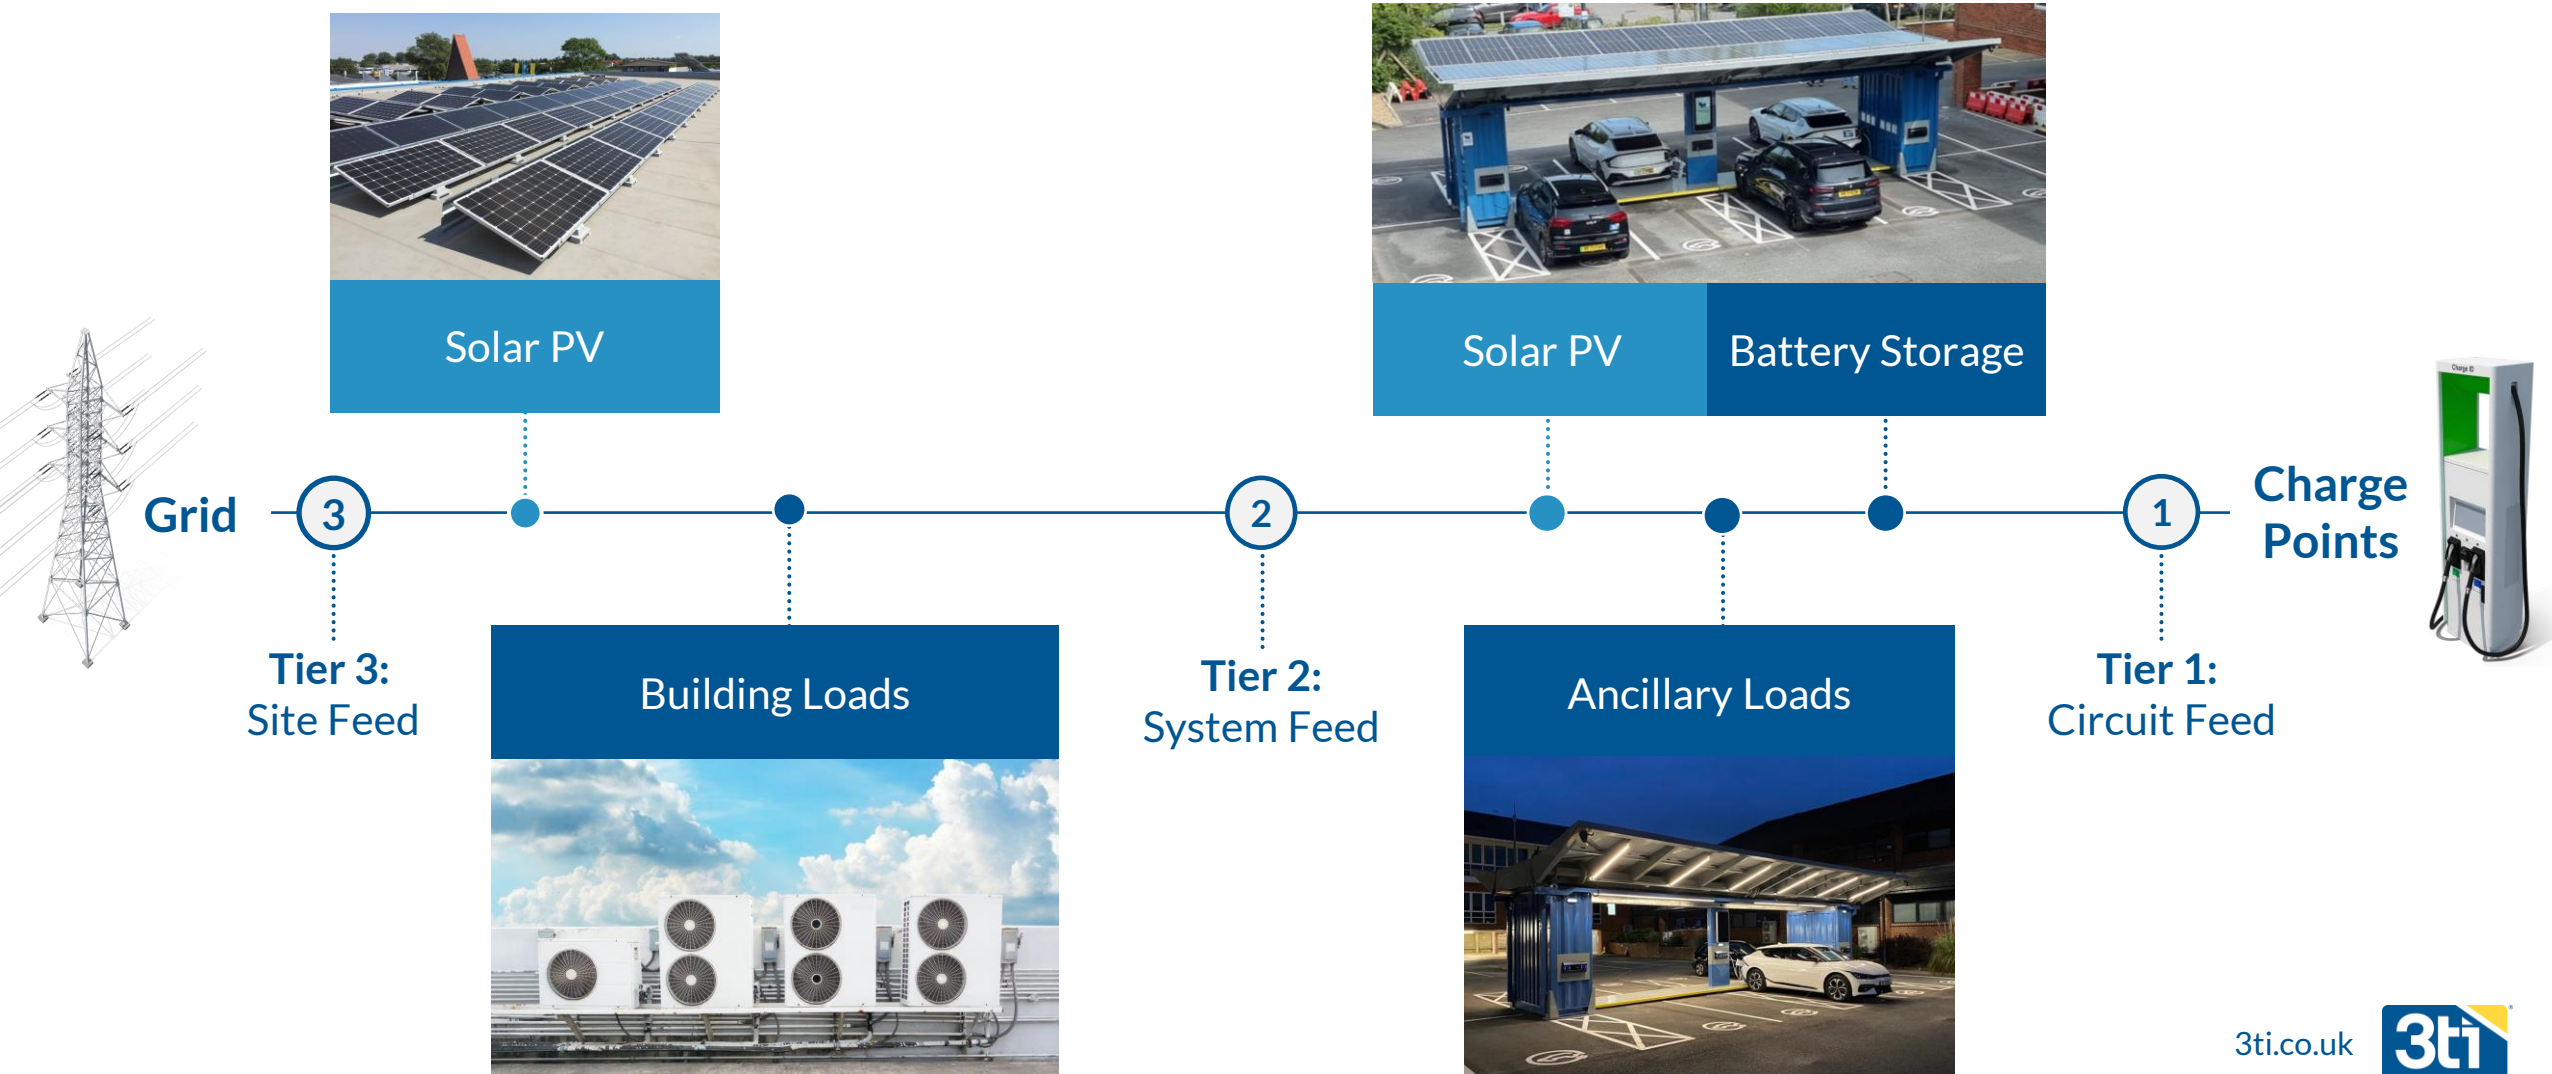 Solar PV
Solar PV
Battery Storage
Charge
Points
Grid
3
2
1
Tier 3:
Site Feed
Building Loads
Tier 2:
System Feed
Ancillary Loads
Tier 1:
Circuit Feed
3ti.co.uk
3ti